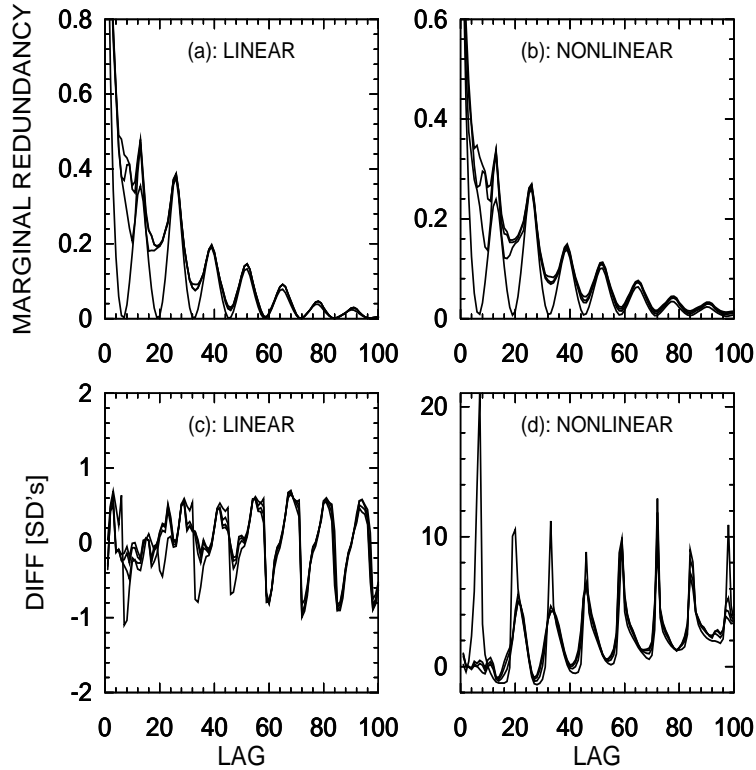 MARGINAL REDUNDANCY
(a): LINEAR
0.8
0.6
0.4
0.2
0
0 20 40 60 80 100
(b): NONLINEAR
0.6
0.4
0.2
0
0 20 40 60 80 100
DIFF [SD's]
(c): LINEAR
2
1
0
-1
-2
0 20 40 60 80 100
LAG
(d): NONLINEAR
20
10
0
0 20 40 60 80 100
LAG